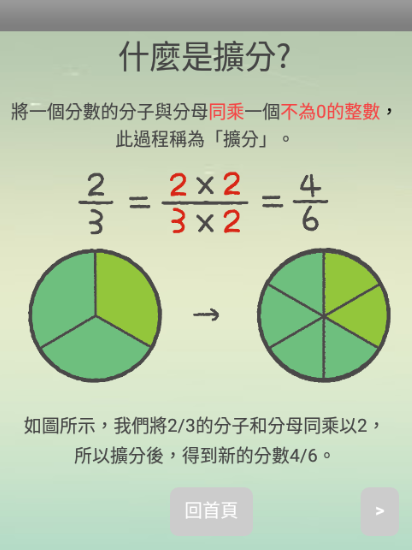 什麼是擴分?
將一個分數的分子與分母同乘一個不為0的整數，
此過程稱為「擴分」。
2/3 = 2×2/3×2 = 4/6
→
如圖所示，我們將2/3的分子和分母同乘以2，
所以擴分後，得到新的分數4/6。
回首頁
>